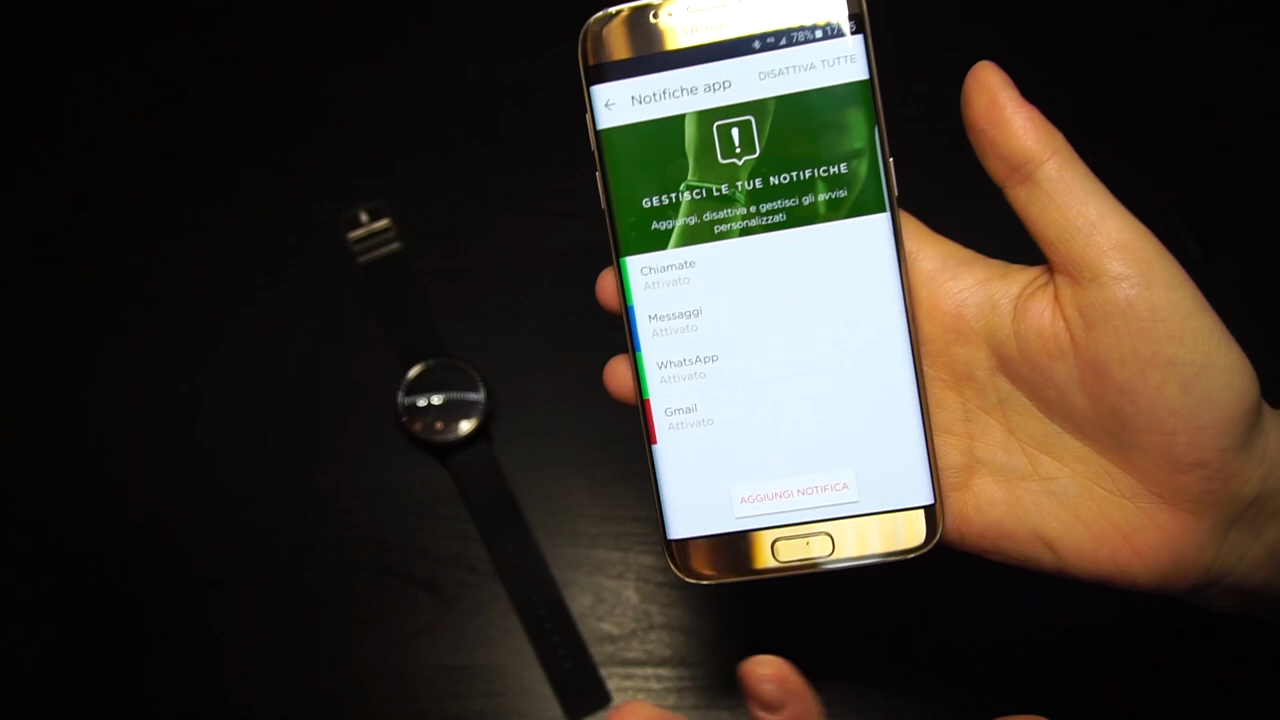 78%
Notifiche app
DISATTIVA TUTTE
GESTISCI LE TUE NOTIFICHE
Aggiungi, disattiva e gestisci gli avvisi
personalizzati
Chiamate
Attivato
Messaggi
Attivato
WhatsApp
Attivato
Gmail
Attivato
AGGIUNGI NOTIFICA